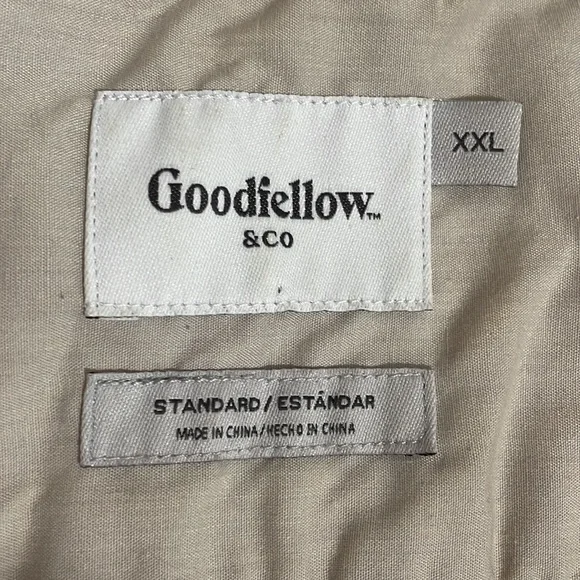 Goodfellow™
& CO
XXL
STANDARD/ESTÁNDAR
MADE IN CHINA/HECHO EN CHINA